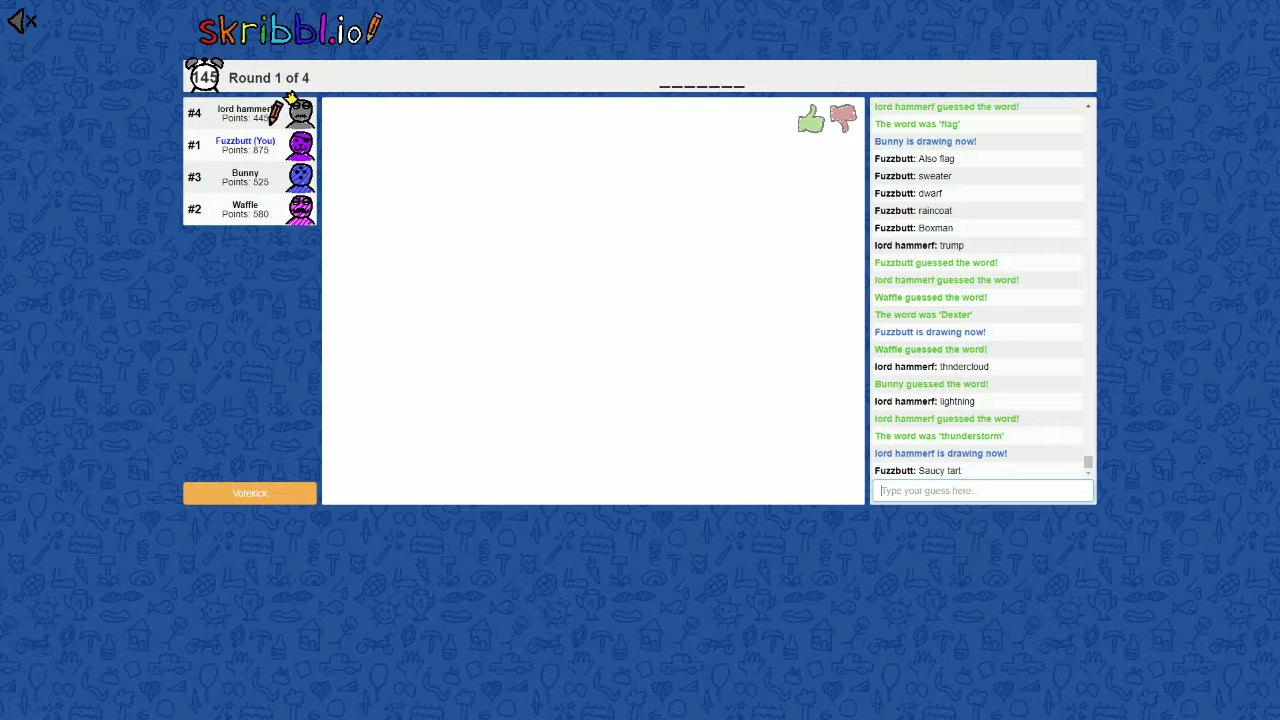 skribbl.io
145
Round 1 of 4
_______
#4
lord hammerf
Points: 445
#1
Fuzzbutt (You)
Points: 875
#3
Bunny
Points: 525
#2
Waffle
Points: 580
Votekick
lord hammerf guessed the word!
The word was 'flag'
Bunny is drawing now!
Fuzzbutt: Also flag
Fuzzbutt: sweater
Fuzzbutt: dwarf
Fuzzbutt: raincoat
Fuzzbutt: Boxman
lord hammerf: trump
Fuzzbutt guessed the word!
lord hammerf guessed the word!
Waffle guessed the word!
The word was 'Dexter'
Fuzzbutt is drawing now!
Waffle guessed the word!
lord hammerf: thndercloud
Bunny guessed the word!
lord hammerf: lightning
lord hammerf guessed the word!
The word was 'thunderstorm'
lord hammerf is drawing now!
Fuzzbutt: Saucy tart
Type your guess here...